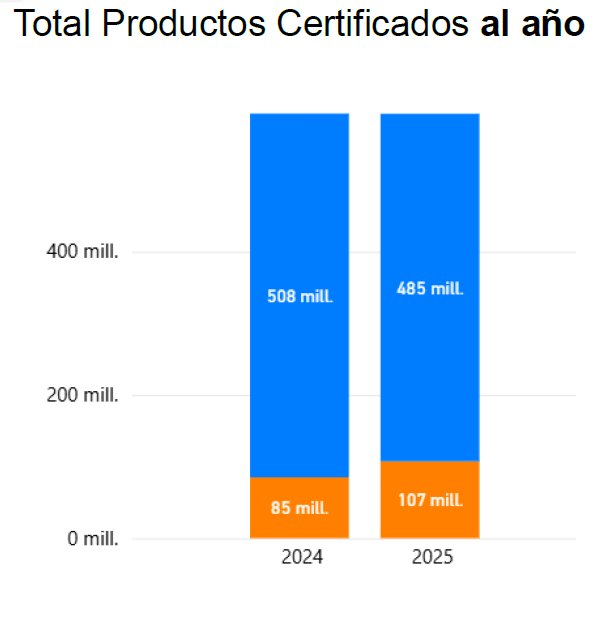 Total Productos Certificados al año
400 mill.
508 mill.
485 mill.
200 mill.
85 mill.
107 mill.
0 mill.
2024
2025